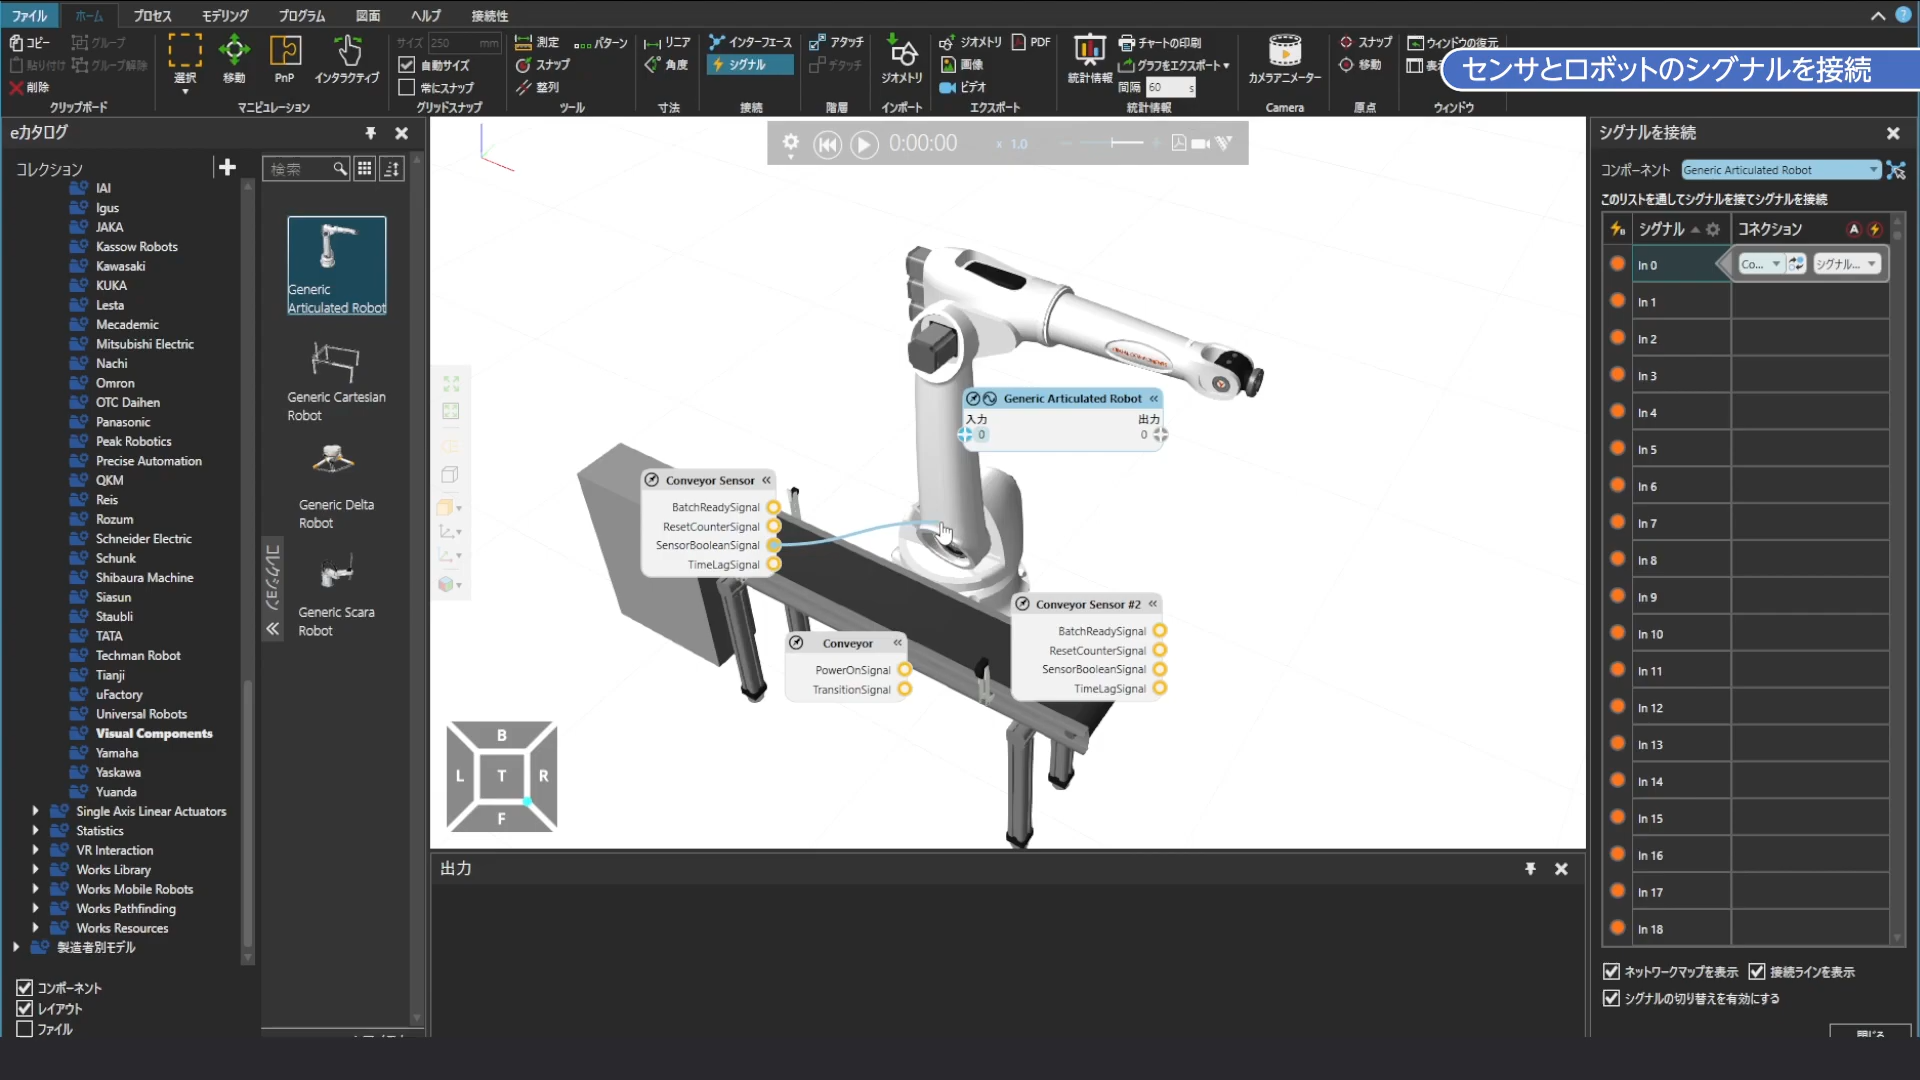 ファイル ホーム プロセス モデリング プログラム 図面 ヘルプ 接続性
コピー グループ
貼り付け グループ解除
削除
クリップボード
選択 移動 PnP インタラクティブ
マニピュレーション
サイズ 250 mm
自動サイズ
常にスナップ
グリッドスナップ
測定 パターン
スナップ
整列
ツール
リニア
角度
寸法
インターフェース
シグナル
接続
アタッチ
デタッチ
階層
ジオメトリ
インポート
ジオメトリ PDF
画像
ビデオ
エクスポート
統計情報
チャートの印刷
グラフをエクスポート
間隔 60 s
統計情報
カメラアニメーター
Camera
スナップ
移動
原点
ウィンドウの復元
ウィンドウ
センサとロボットのシグナルを接続
eカタログ
コレクション
IAI
Igus
JAKA
Kassow Robots
Kawasaki
KUKA
Lesta
Mecademic
Mitsubishi Electric
Nachi
Omron
OTC Daihen
Panasonic
Peak Robotics
Precise Automation
QKM
Reis
Rozum
Schneider Electric
Schunk
Shibaura Machine
Siasun
Staubli
TATA
Techman Robot
Tianji
uFactory
Universal Robots
Visual Components
Yamaha
Yaskawa
Yuanda
Single Axis Linear Actuators
Statistics
VR Interaction
Works Library
Works Mobile Robots
Works Pathfinding
Works Resources
製造者別モデル
コンポーネント
レイアウト
ファイル
検索
Generic
Articulated Robot
Generic Cartesian
Robot
Generic Delta
Robot
Generic Scara
Robot
コレクション
0:00:00 x 1.0
Generic Articulated Robot
入力 出力
0 0
Conveyor Sensor
BatchReadySignal
ResetCounterSignal
SensorBooleanSignal
TimeLagSignal
Conveyor
PowerOnSignal
TransitionSignal
Conveyor Sensor #2
BatchReadySignal
ResetCounterSignal
SensorBooleanSignal
TimeLagSignal
B
L T R
F
出力
シグナルを接続
コンポーネント Generic Articulated Robot
このリストを通してシグナルを接てシグナルを接続
シグナル コネクション A
In 0 Co... シグナル...
In 1
In 2
In 3
In 4
In 5
In 6
In 7
In 8
In 9
In 10
In 11
In 12
In 13
In 14
In 15
In 16
In 17
In 18
ネットワークマップを表示 接続ラインを表示
シグナルの切り替えを有効にする